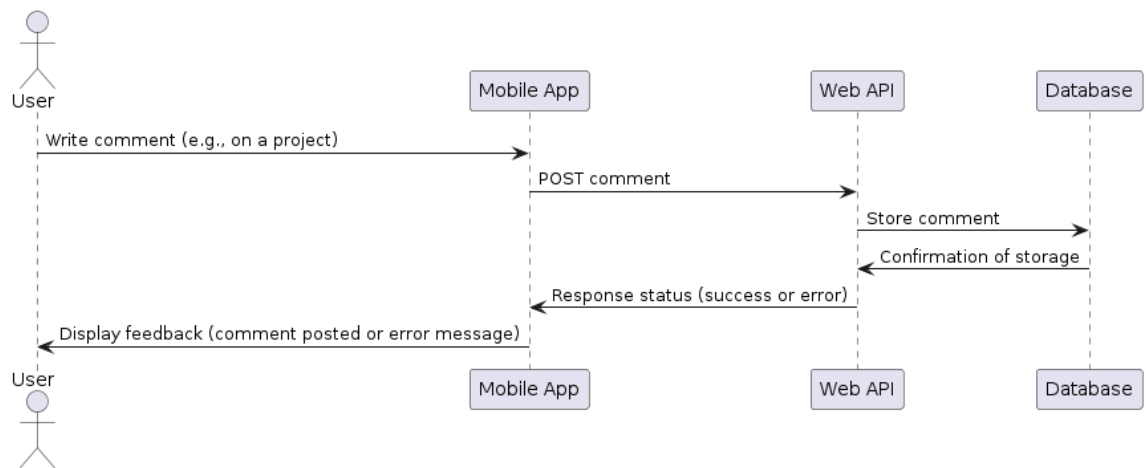 User
Mobile App
Web API
Database
Write comment (e.g., on a project)
POST comment
Store comment
Confirmation of storage
Response status (success or error)
Display feedback (comment posted or error message)
User
Mobile App
Web API
Database